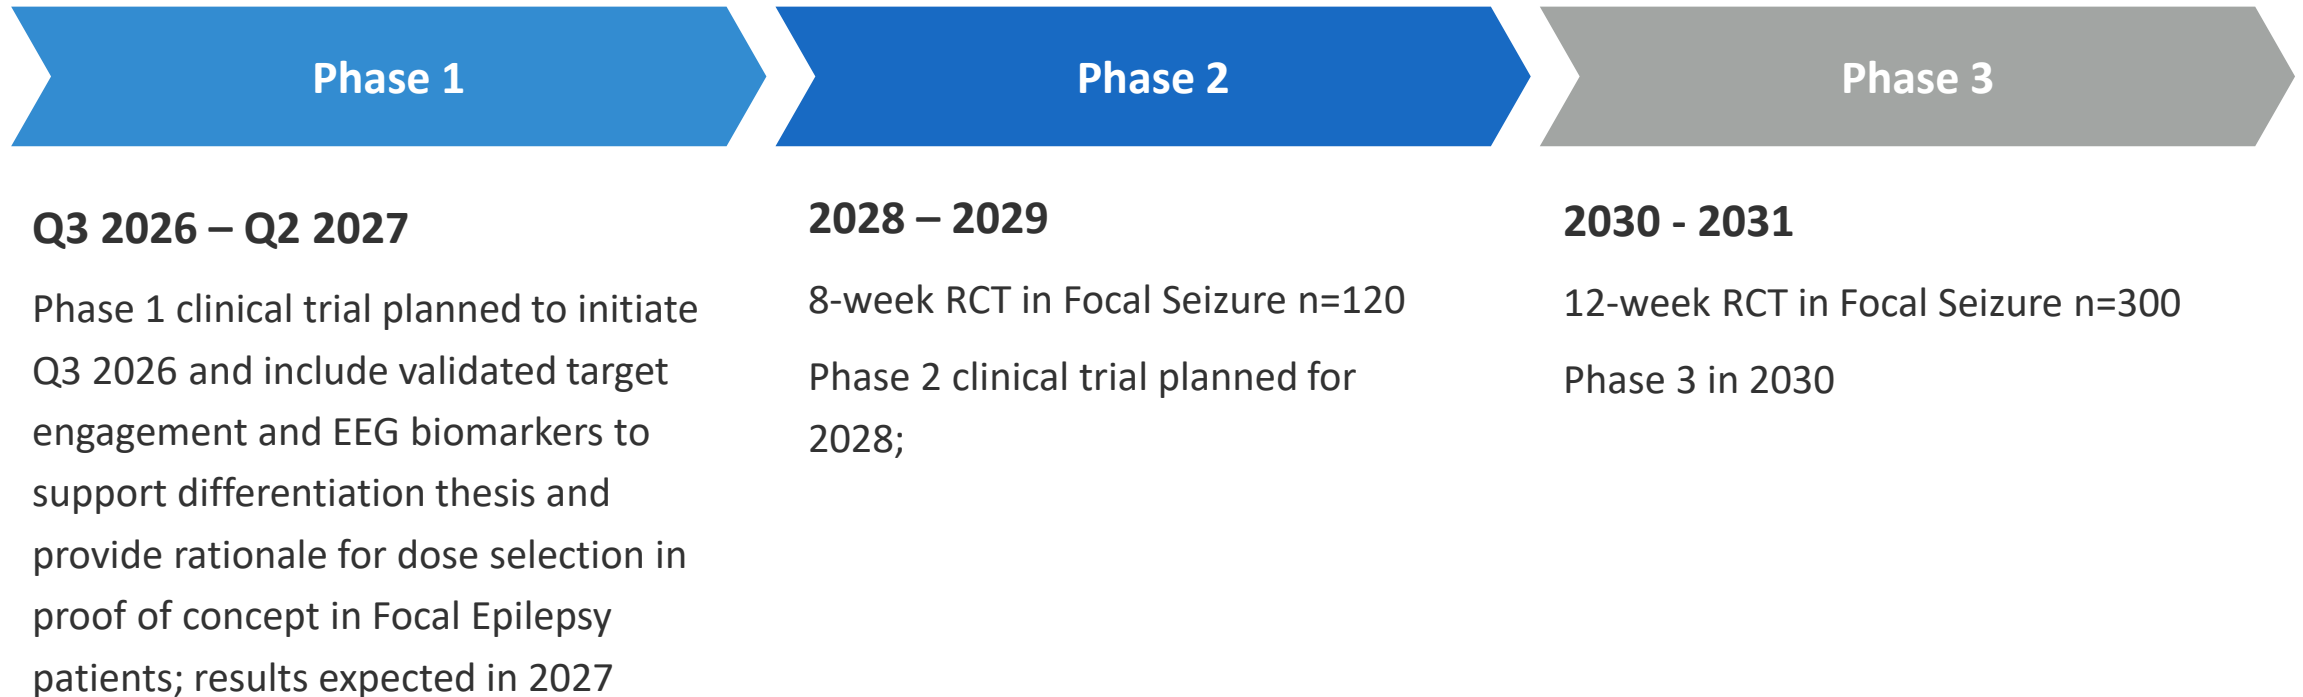 Phase 1
Phase 2
Phase 3
Q3 2026 – Q2 2027
Phase 1 clinical trial planned to initiate
Q3 2026 and include validated target
engagement and EEG biomarkers to
support differentiation thesis and
provide rationale for dose selection in
proof of concept in Focal Epilepsy
patients; results expected in 2027
2028 – 2029
8-week RCT in Focal Seizure n=120
Phase 2 clinical trial planned for
2028;
2030 - 2031
12-week RCT in Focal Seizure n=300
Phase 3 in 2030